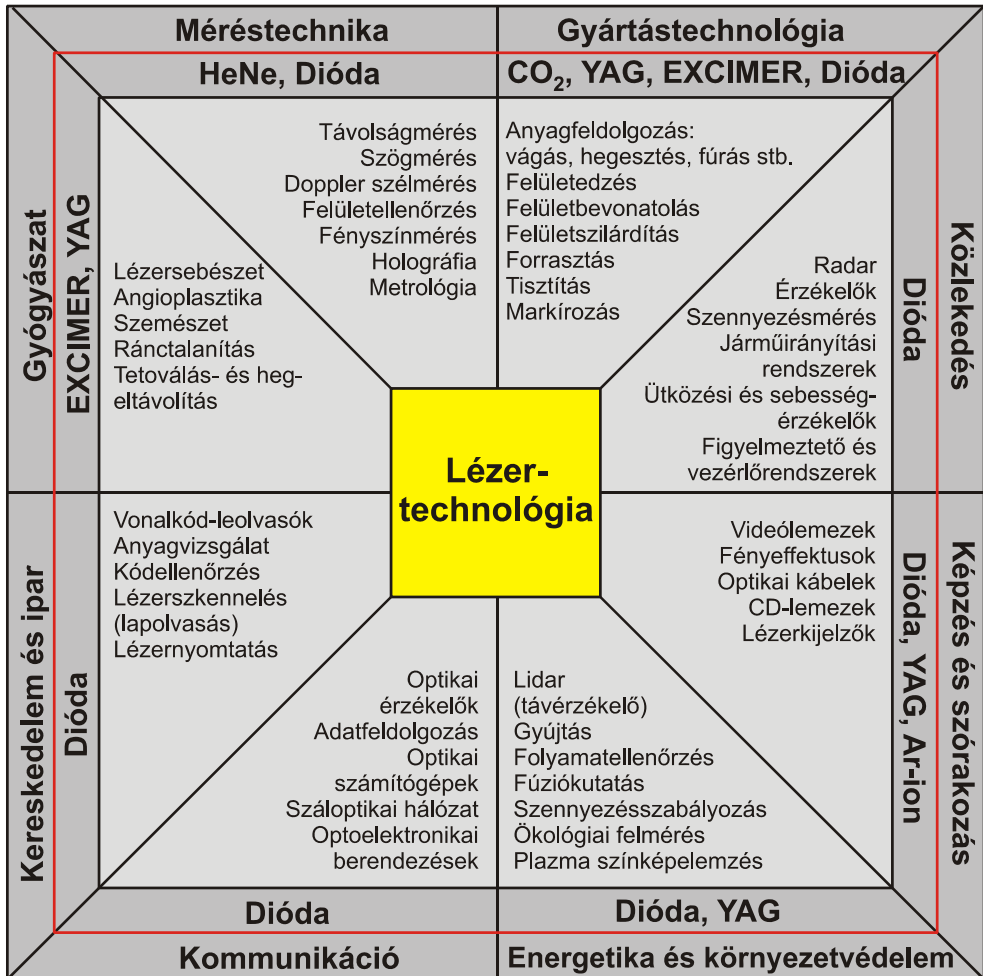 Méréstechnika
HeNe, Dióda
Távolságmérés
Szögmérés
Doppler szélmérés
Felületellenőrzés
Fényszínmérés
Holográfia
Metrológia
Gyártástechnológia
CO₂, YAG, EXCIMER, Dióda
Anyagfeldolgozás:
vágás, hegesztés, fúrás stb.
Felületedzés
Felületbevonatolás
Felületszilárdítás
Forrasztás
Tisztítás
Markírozás
Gyógyászat
EXCIMER, YAG
Lézersebészet
Angioplasztika
Szemészet
Ránctalanítás
Tetoválás- és heg-
eltávolítás
Közlekedés
Dióda
Radar
Érzékelők
Szennyezésmérés
Járműirányítási
rendszerek
Ütközési és sebesség-
érzékelők
Figyelmeztető és
vezérlőrendszerek
Lézer-
technológia
Kereskedelem és ipar
Dióda
Vonalkód-leolvasók
Anyagvizsgálat
Kódellenőrzés
Lézerszkennelés
(lapolvasás)
Lézernyomtatás
Képzés és szórakozás
Dióda, YAG, Ar-ion
Videólemezek
Fényeffektusok
Optikai kábelek
CD-lemezek
Lézerkijelzők
Optikai
érzékelők
Adatfeldolgozás
Optikai
számítógépek
Száloptikai hálózat
Optoelektronikai
berendezések
Dióda
Kommunikáció
Lidar
(távérzékelő)
Gyújtás
Folyamatellenőrzés
Fúziókutatás
Szennyezésszabályozás
Ökológiai felmérés
Plazma színképelemzés
Dióda, YAG
Energetika és környezetvédelem